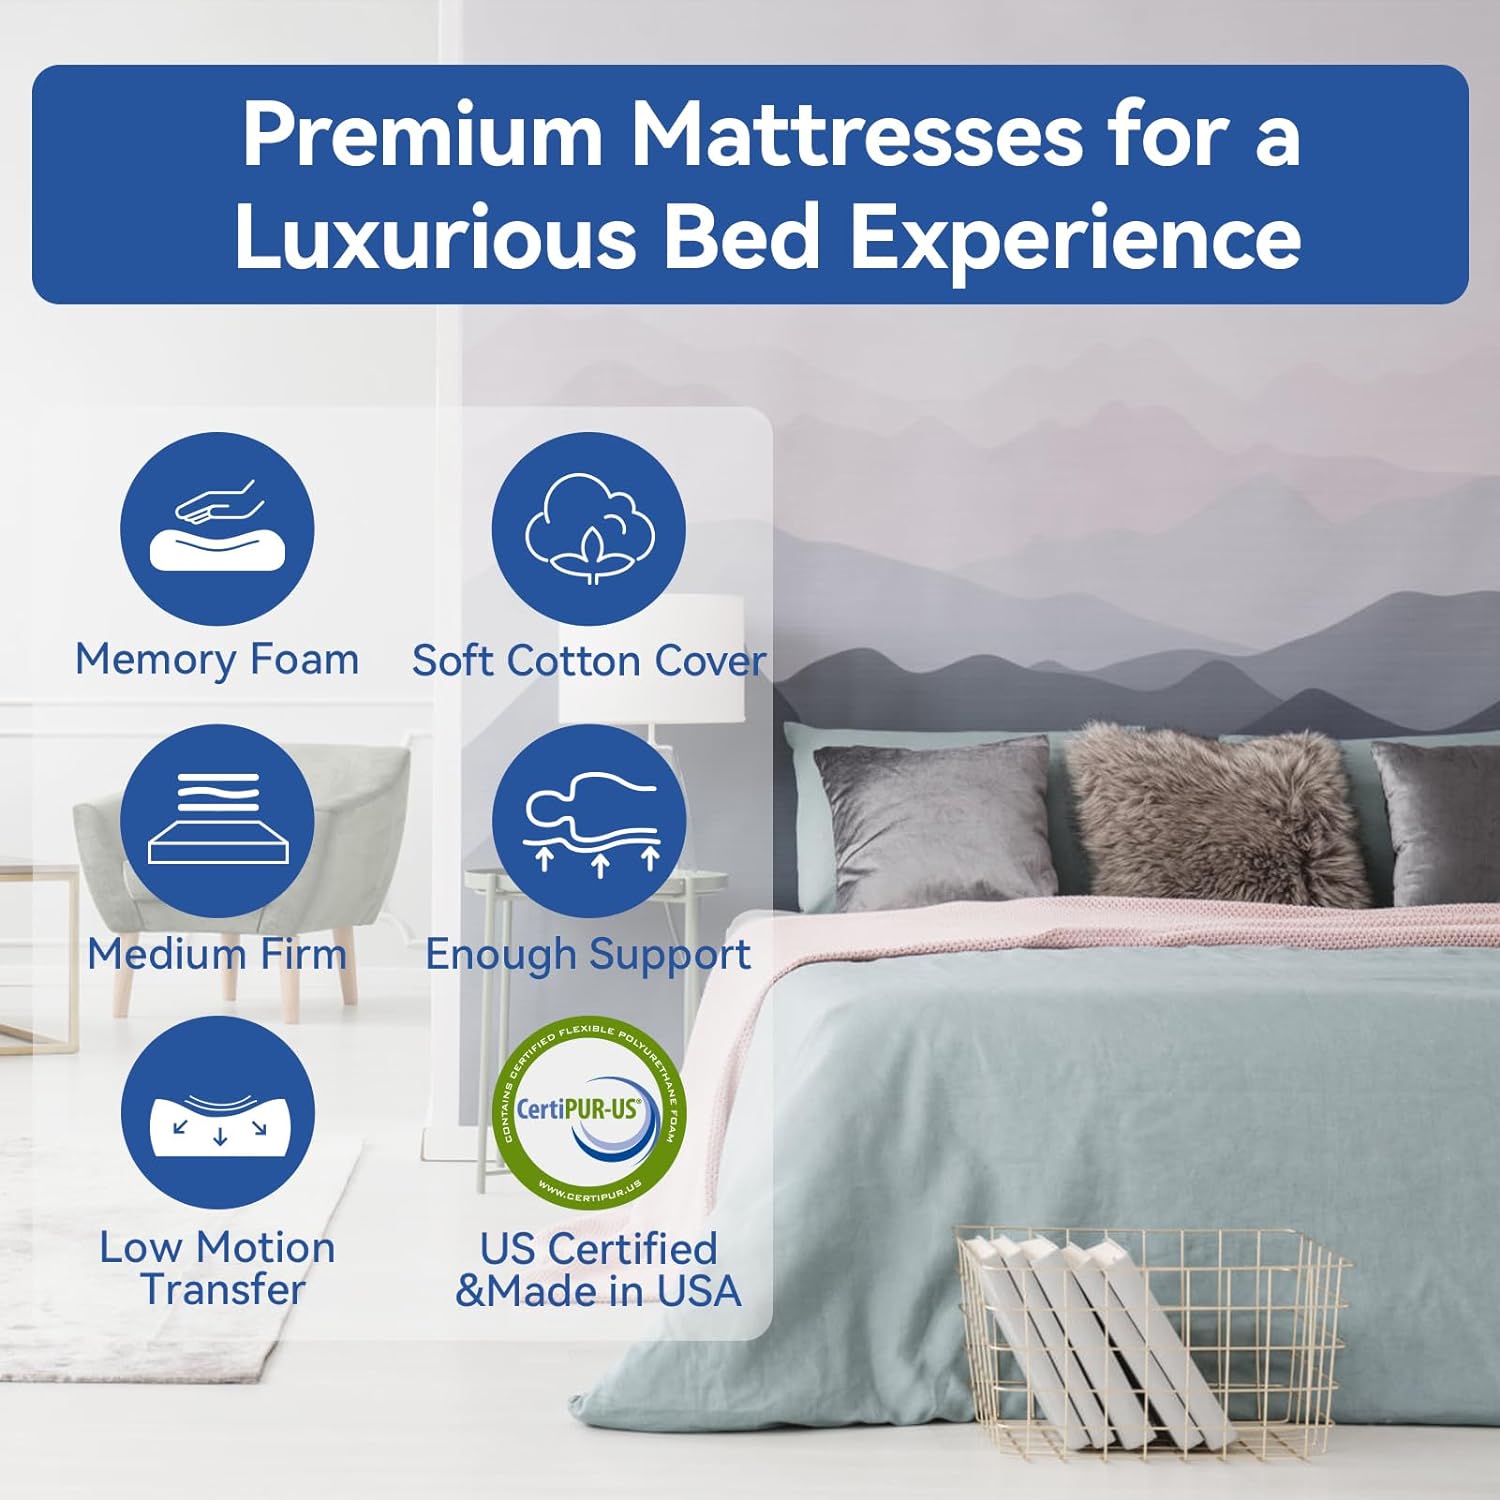 Premium Mattresses for a
Luxurious Bed Experience
Memory Foam
Soft Cotton Cover
Medium Firm
Enough Support
CONTAINS CERTIFIED FLEXIBLE POLYURETHANE FOAM
CertiPUR-US®
WWW.CERTIPUR.US
Low Motion
Transfer
US Certified
&Made in USA